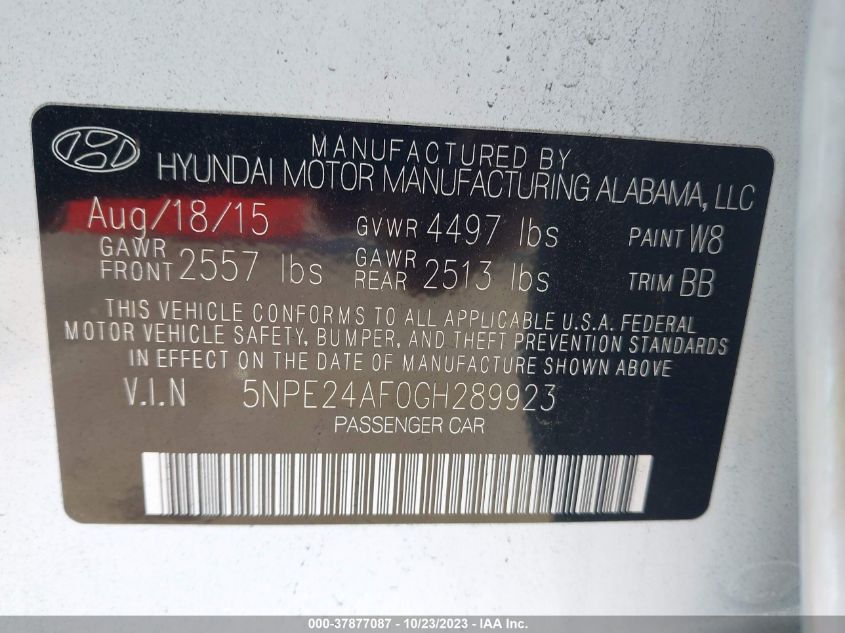 MANUFACTURED BY
HYUNDAI MOTOR MANUFACTURING ALABAMA, LLC
Aug/18/15 GVWR 4497 lbs PAINT W8
GAWR FRONT 2557 lbs GAWR REAR 2513 lbs TRIM BB
THIS VEHICLE CONFORMS TO ALL APPLICABLE U.S.A. FEDERAL
MOTOR VEHICLE SAFETY, BUMPER, AND THEFT PREVENTION STANDARDS
IN EFFECT ON THE DATE OF MANUFACTURE SHOWN ABOVE
V.I.N 5NPE24AF0GH289923
PASSENGER CAR
000-37877087 - 10/23/2023 - IAA Inc.